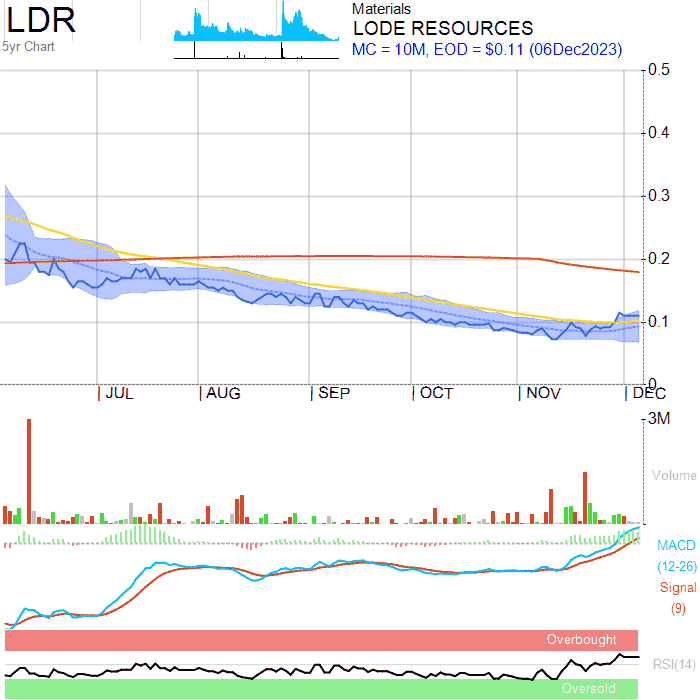 LDR
5yr Chart
Materials
LODE RESOURCES
MC = 10M, EOD = $0.11 (06Dec2023)
0.5
0.4
0.3
0.2
0.1
0
JUL AUG SEP OCT NOV DEC
3M
Volume
MACD
(12-26)
Signal
(9)
Overbought
RSI(14)
Oversold